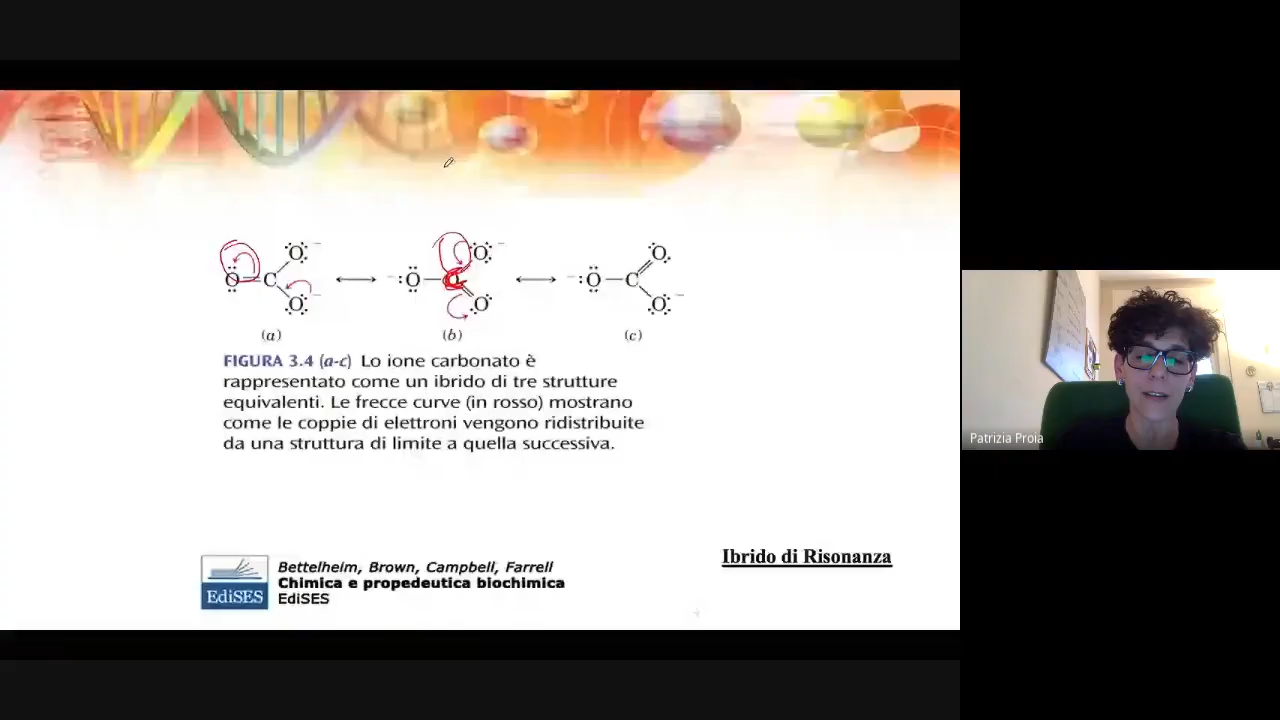 :Ö: ⁻
Ö=C
:Ö: ⁻
⟷
:Ö: ⁻
⁻ :Ö—
O
⟷
O
⁻ :Ö—C
:Ö: ⁻
(a)
(b)
(c)
FIGURA 3.4 (a-c) Lo ione carbonato è
rappresentato come un ibrido di tre strutture
equivalenti. Le frecce curve (in rosso) mostrano
come le coppie di elettroni vengono ridistribuite
da una struttura di limite a quella successiva.
Ibrido di Risonanza
EdiSES
Bettelheim, Brown, Campbell, Farrell
Chimica e propedeutica biochimica
EdiSES
Patrizia Proia